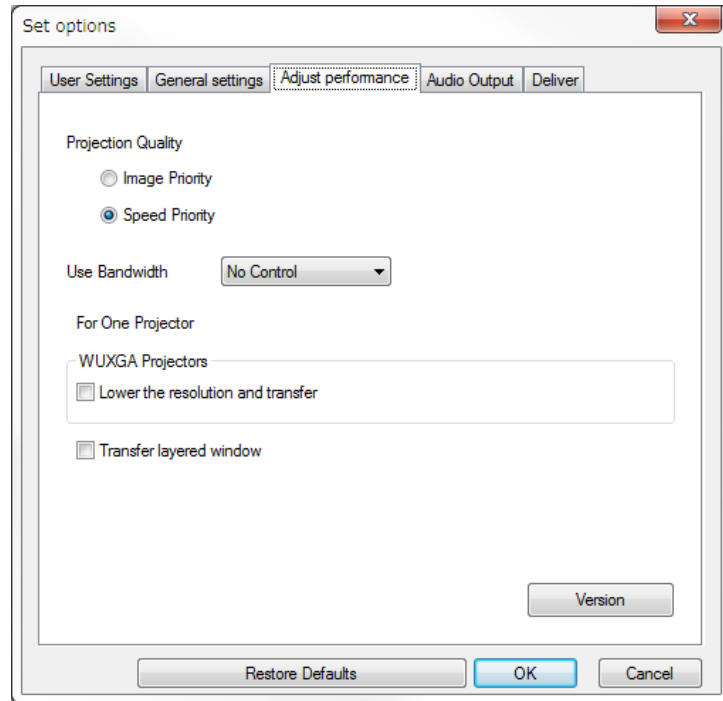 Set options
User Settings General settings Adjust performance Audio Output Deliver
Projection Quality
Image Priority
Speed Priority
Use Bandwidth No Control
For One Projector
WUXGA Projectors
Lower the resolution and transfer
Transfer layered window
Version
Restore Defaults OK Cancel